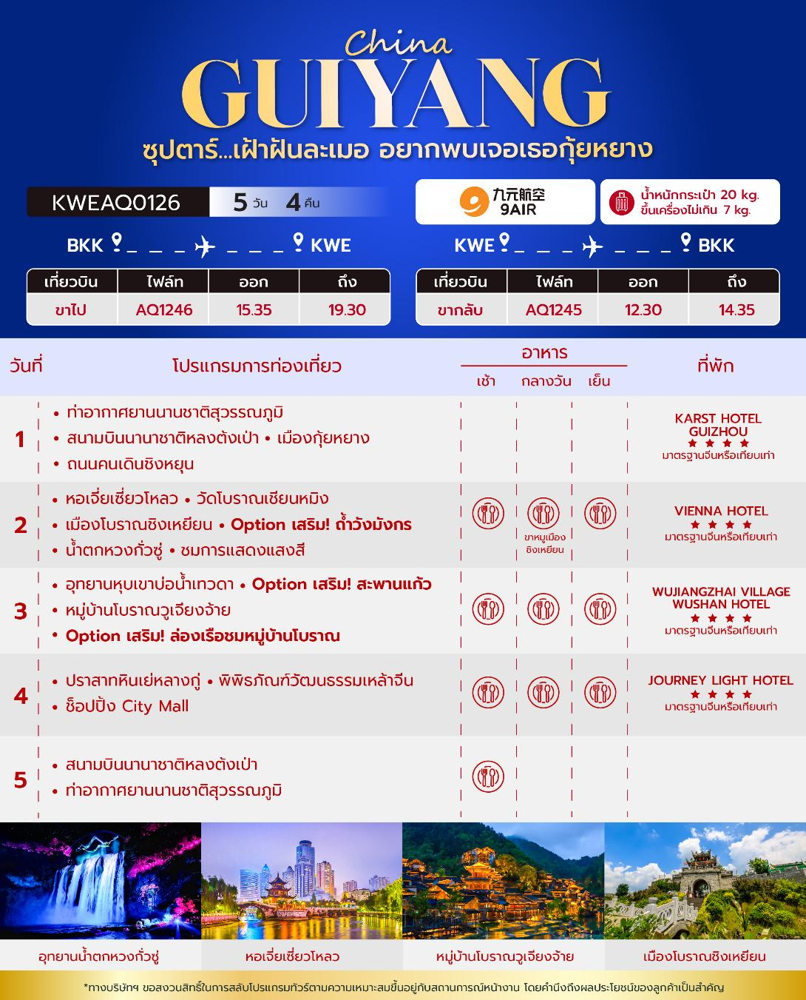 China
GUIYANG
ซุปตาร์...เฝ้าฝันละเมอ อยากพบเจอเธอกุ้ยหยาง
KWEAQ0126 5 วัน 4 คืน
九元航空
9AIR
น้ำหนักกระเป๋า 20 kg.
ขึ้นเครื่องไม่เกิน 7 kg.
BKK KWE
เที่ยวบิน ไฟล์ท ออก ถึง
ขาไป AQ1246 15.35 19.30
KWE BKK
เที่ยวบิน ไฟล์ท ออก ถึง
ขากลับ AQ1245 12.30 14.35
วันที่ โปรแกรมการท่องเที่ยว อาหาร ที่พัก
เช้า กลางวัน เย็น
1
• ท่าอากาศยานนานชาติสุวรรณภูมิ
• สนามบินนานาชาติหลงต้งเป่า • เมืองกุ้ยหยาง
• ถนนคนเดินชิงหยุน
KARST HOTEL
GUIZHOU
★ ★ ★ ★
มาตรฐานจีนหรือเทียบเท่า
2
• หอเจี่ยเซี่ยวโหลว • วัดโบราณเชียนหมิง
• เมืองโบราณชิงเหยียน • Option เสริม! ถ้ำวังมังกร
• น้ำตกหวงกั่วซู่ • ชมการแสดงแสงสี
ขาหมูเมือง
ชิงเหยียน
VIENNA HOTEL
★ ★ ★ ★
มาตรฐานจีนหรือเทียบเท่า
3
• อุทยานหุบเขาบ่อน้ำเทวดา • Option เสริม! สะพานแก้ว
• หมู่บ้านโบราณวูเจียงจ้าย
• Option เสริม! ล่องเรือชมหมู่บ้านโบราณ
WUJIANGZHAI VILLAGE
WUSHAN HOTEL
★ ★ ★ ★
มาตรฐานจีนหรือเทียบเท่า
4
• ปราสาทหินเย่หลางกู่ • พิพิธภัณฑ์วัฒนธรรมเหล้าจีน
• ช็อปปิ้ง City Mall
JOURNEY LIGHT HOTEL
★ ★ ★ ★
มาตรฐานจีนหรือเทียบเท่า
5
• สนามบินนานาชาติหลงต้งเป่า
• ท่าอากาศยานนานชาติสุวรรณภูมิ
อุทยานน้ำตกหวงกั่วซู่
หอเจี่ยเซี่ยวโหลว
หมู่บ้านโบราณวูเจียงจ้าย
เมืองโบราณชิงเหยียน
*ทางบริษัทฯ ขอสงวนสิทธิ์ในการสลับโปรแกรมทัวร์ตามความเหมาะสมขึ้นอยู่กับสถานการณ์หน้างาน โดยคำนึงถึงผลประโยชน์ของลูกค้าเป็นสำคัญ